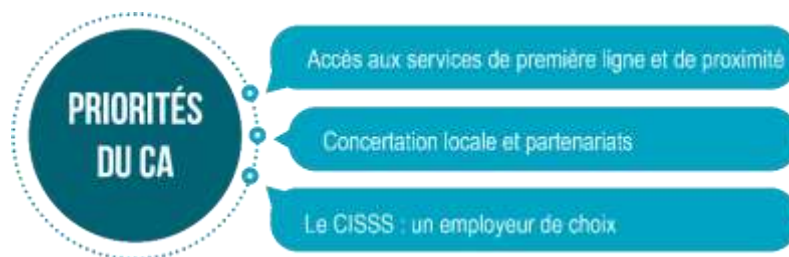 PRIORITÉS
DU CA
Accès aux services de première ligne et de proximité
Concertation locale et partenariats
Le CISSS : un employeur de choix